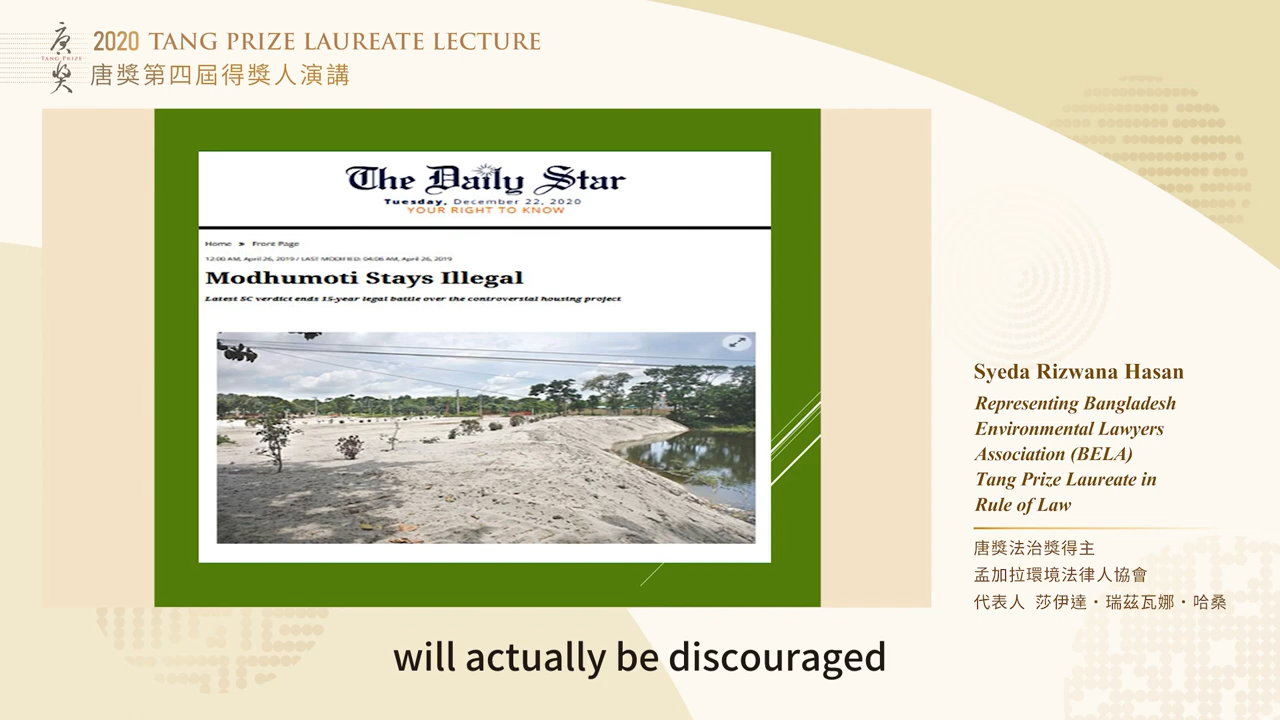 唐獎
TANG PRIZE
2020 TANG PRIZE LAUREATE LECTURE
唐獎第四屆得獎人演講
The Daily Star
Tuesday, December 22, 2020
YOUR RIGHT TO KNOW
Home > Front Page
12:00 AM, April 26, 2019 / LAST MODIFIED: 04:06 AM, April 26, 2019
Modhumoti Stays Illegal
Latest SC verdict ends 15-year legal battle over the controversial housing project
Syeda Rizwana Hasan
Representing Bangladesh
Environmental Lawyers
Association (BELA)
Tang Prize Laureate in
Rule of Law
唐獎法治獎得主
孟加拉環境法律人協會
代表人 莎伊達・瑞茲瓦娜・哈桑
will actually be discouraged